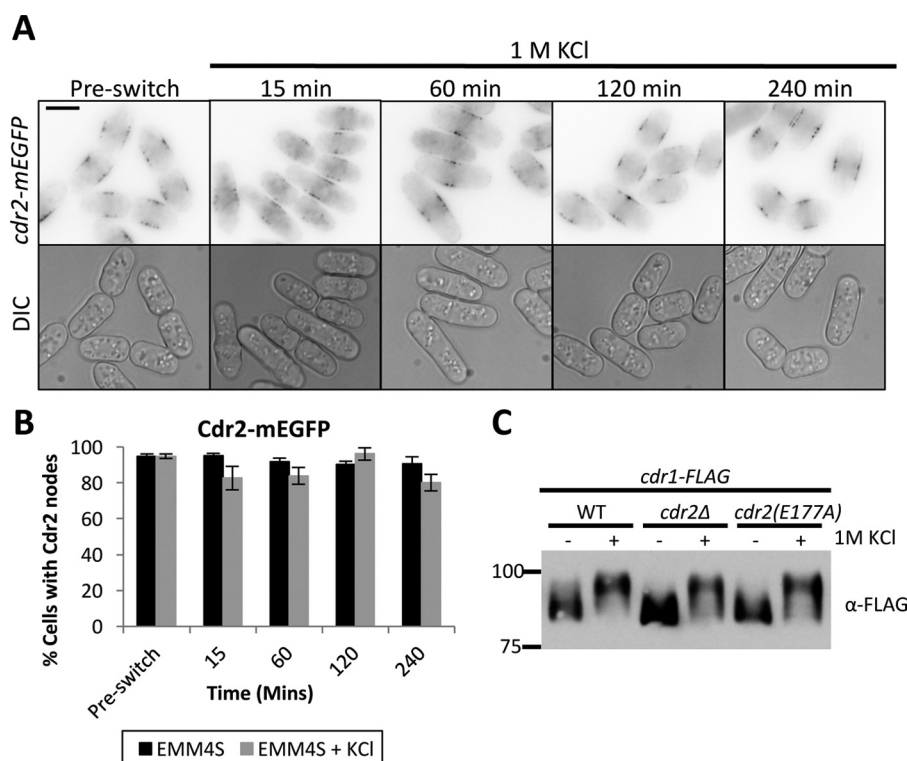 A
1 M KCl
Pre-switch 15 min 60 min 120 min 240 min
cdr2-mEGFP
DIC
B
Cdr2-mEGFP
% Cells with Cdr2 nodes
100
80
60
40
20
0
Pre-switch 15 60 120 240
Time (Mins)
EMM4S EMM4S + KCl
C
cdr1-FLAG
WT cdr2Δ cdr2(E177A)
- + - + - + 1M KCl
100
75
α-FLAG